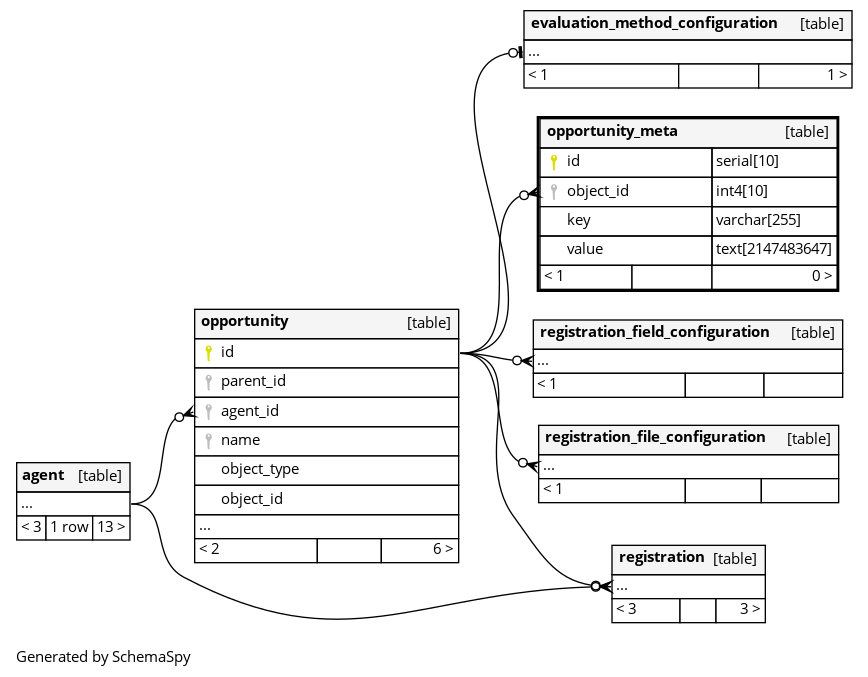 evaluation_method_configuration [table]
...
< 1 1 >
opportunity_meta [table]
id serial[10]
object_id int4[10]
key varchar[255]
value text[2147483647]
< 1 0 >
opportunity [table]
id
parent_id
agent_id
name
object_type
object_id
...
< 2 6 >
registration_field_configuration [table]
...
< 1
registration_file_configuration [table]
...
< 1
agent [table]
...
< 3 1 row 13 >
registration [table]
...
< 3 3 >
Generated by SchemaSpy